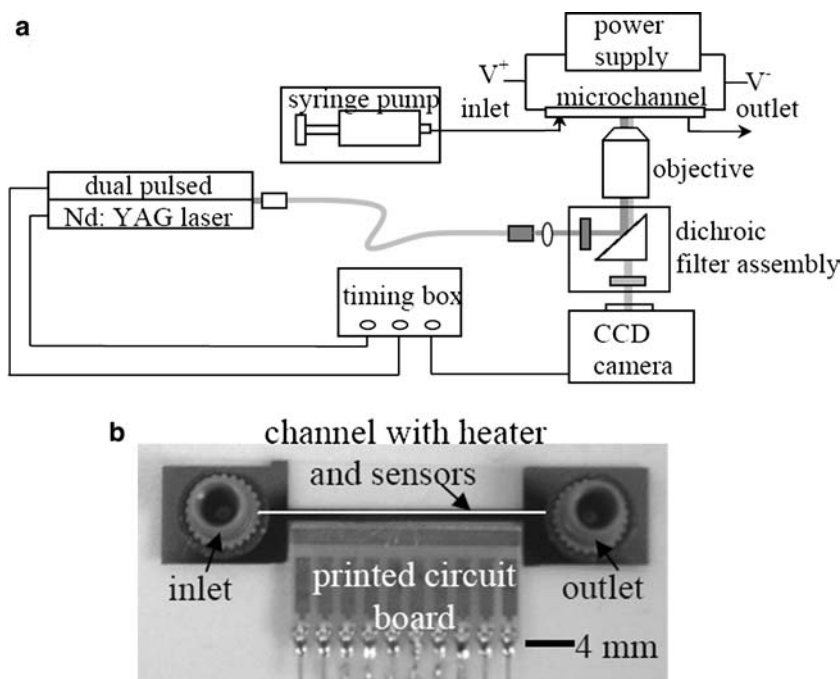 a
power
supply
V+
V-
syringe pump
inlet
microchannel
outlet
objective
dual pulsed
Nd: YAG laser
dichroic
filter assembly
timing box
CCD
camera
b
channel with heater
and sensors
inlet
printed circuit
board
outlet
4 mm